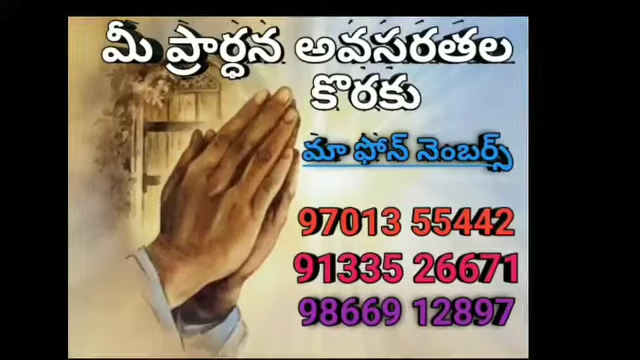 మీ ప్రార్ధన అవసరతల
కొరకు
మా ఫోన్ నెంబర్స్
97013 55442
91335 26671
98669 12897